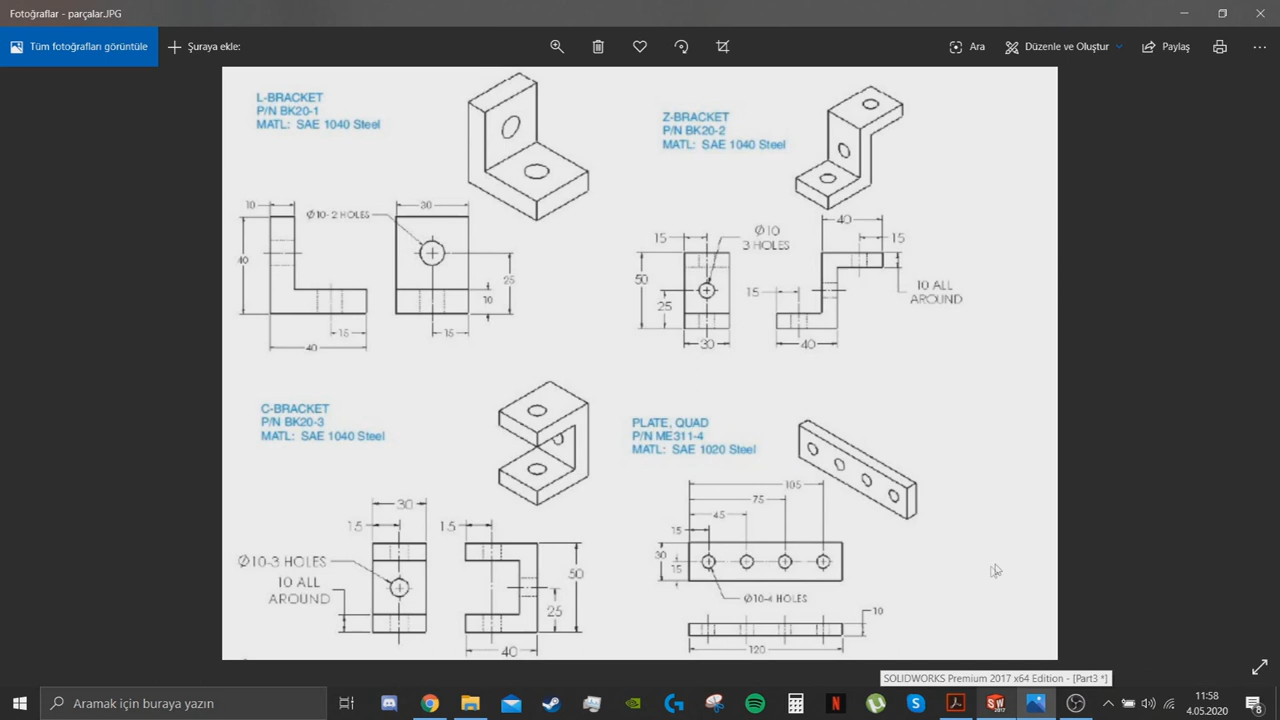 Fotoğraflar - parçalar.JPG
Tüm fotoğrafları görüntüle
Şuraya ekle:
Ara
Düzenle ve Oluştur
Paylaş
L-BRACKET
P/N BK20-1
MATL: SAE 1040 Steel
10
Ø10-2 HOLES
30
40
25
10
15
15
40
Z-BRACKET
P/N BK20-2
MATL: SAE 1040 Steel
40
15
Ø10
3 HOLES
15
50
25
15
10 ALL
AROUND
30
40
C-BRACKET
P/N BK20-3
MATL: SAE 1040 Steel
30
15
15
Ø10-3 HOLES
10 ALL
AROUND
50
25
40
PLATE, QUAD
P/N ME311-4
MATL: SAE 1020 Steel
105
75
45
15
30
15
Ø10-4 HOLES
10
120
SOLIDWORKS Premium 2017 x64 Edition - [Part3 *]
Aramak için buraya yazın
11:58
4.05.2020
8